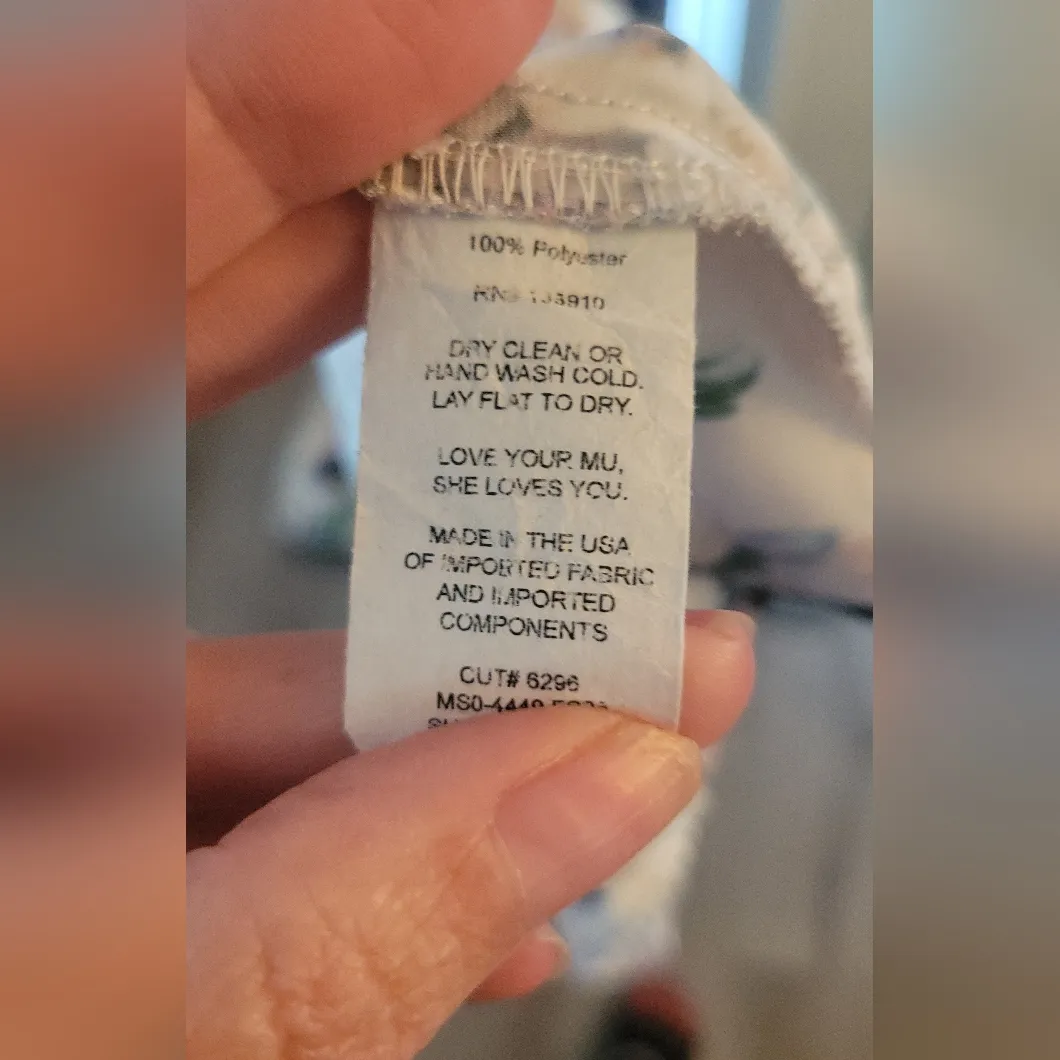 100% Polyester
DRY CLEAN OR
HAND WASH COLD.
LAY FLAT TO DRY.
LOVE YOUR MU,
SHE LOVES YOU.
MADE IN THE USA
OF IMPORTED FABRIC
AND IMPORTED
COMPONENTS
CUT# 6296